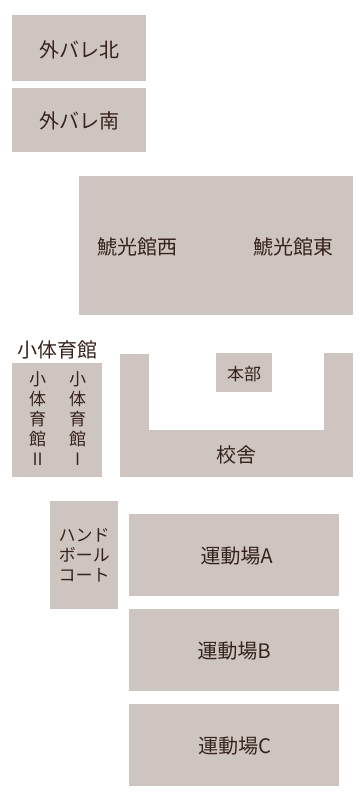 外バレ北
外バレ南
鯱光館西
鯱光館東
小体育館
小体育館II
小体育館I
本部
校舎
ハンド
ボール
コート
運動場A
運動場B
運動場C